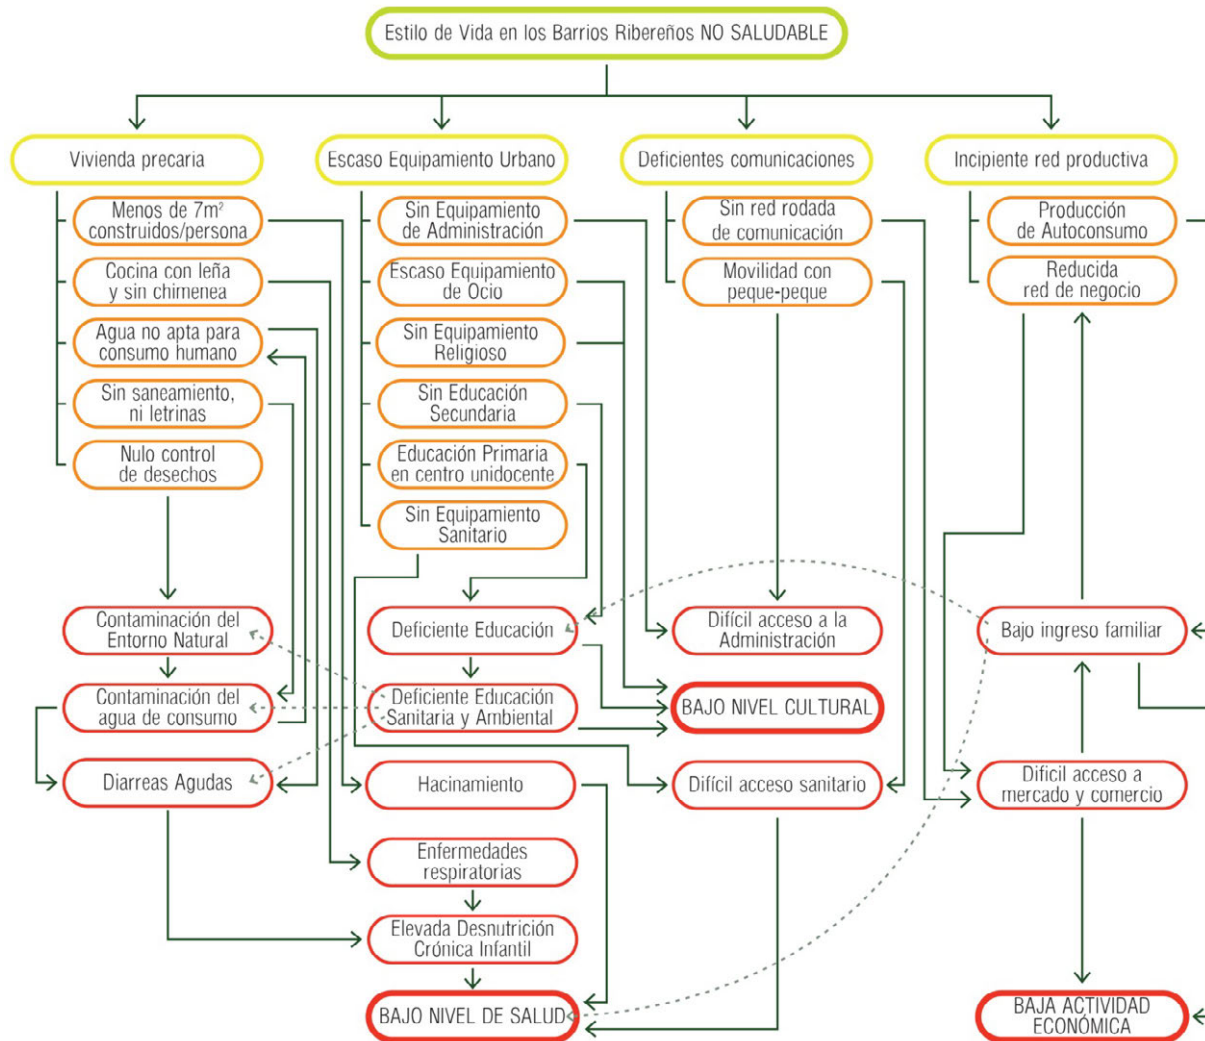 Estilo de Vida en los Barrios Ribereños NO SALUDABLE
Vivienda precaria
Menos de 7m²
construidos/persona
Cocina con leña
y sin chimenea
Agua no apta para
consumo humano
Sin saneamiento,
ni letrinas
Nulo control
de desechos
Contaminación del
Entorno Natural
Contaminación del
agua de consumo
Diarreas Agudas
Escaso Equipamiento Urbano
Sin Equipamiento
de Administración
Escaso Equipamiento
de Ocio
Sin Equipamiento
Religioso
Sin Educación
Secundaria
Educación Primaria
en centro unidocente
Sin Equipamiento
Sanitario
Deficiente Educación
Deficiente Educación
Sanitaria y Ambiental
Hacinamiento
Enfermedades
respiratorias
Elevada Desnutrición
Crónica Infantil
BAJO NIVEL DE SALUD
Deficientes comunicaciones
Sin red rodada
de comunicación
Movilidad con
peque-peque
Difícil acceso a la
Administración
BAJO NIVEL CULTURAL
Difícil acceso sanitario
Incipiente red productiva
Producción
de Autoconsumo
Reducida
red de negocio
Bajo ingreso familiar
Dificil acceso a
mercado y comercio
BAJA ACTIVIDAD
ECONÓMICA